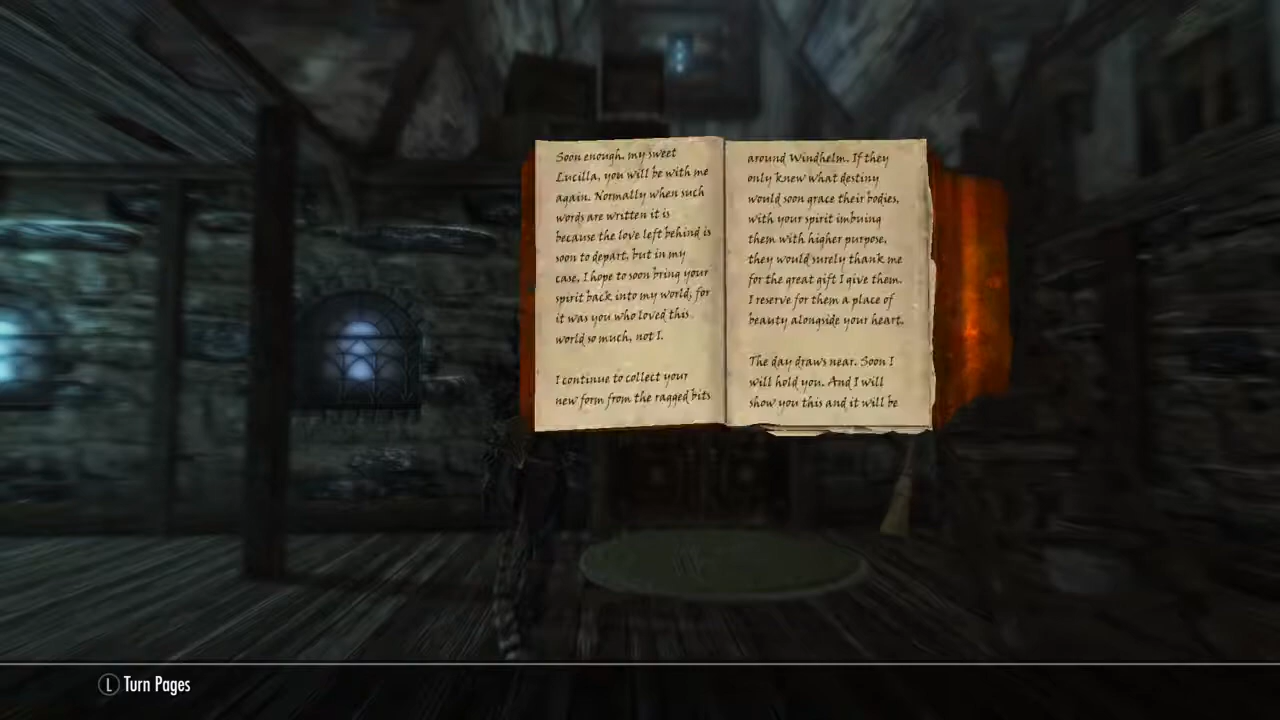 Soon enough, my sweet
Lucilla, you will be with me
again. Normally when such
words are written it is
because the love left behind is
soon to depart, but in my
case, I hope to soon bring your
spirit back into my world; for
it was you who loved this
world so much, not I.
I continue to collect your
new form from the ragged bits
around Windhelm. If they
only knew what destiny
would soon grace their bodies,
with your spirit imbuing
them with higher purpose,
they would surely thank me
for the great gift I give them.
I reserve for them a place of
beauty alongside your heart.
The day draws near. Soon I
will hold you. And I will
show you this and it will be
L Turn Pages